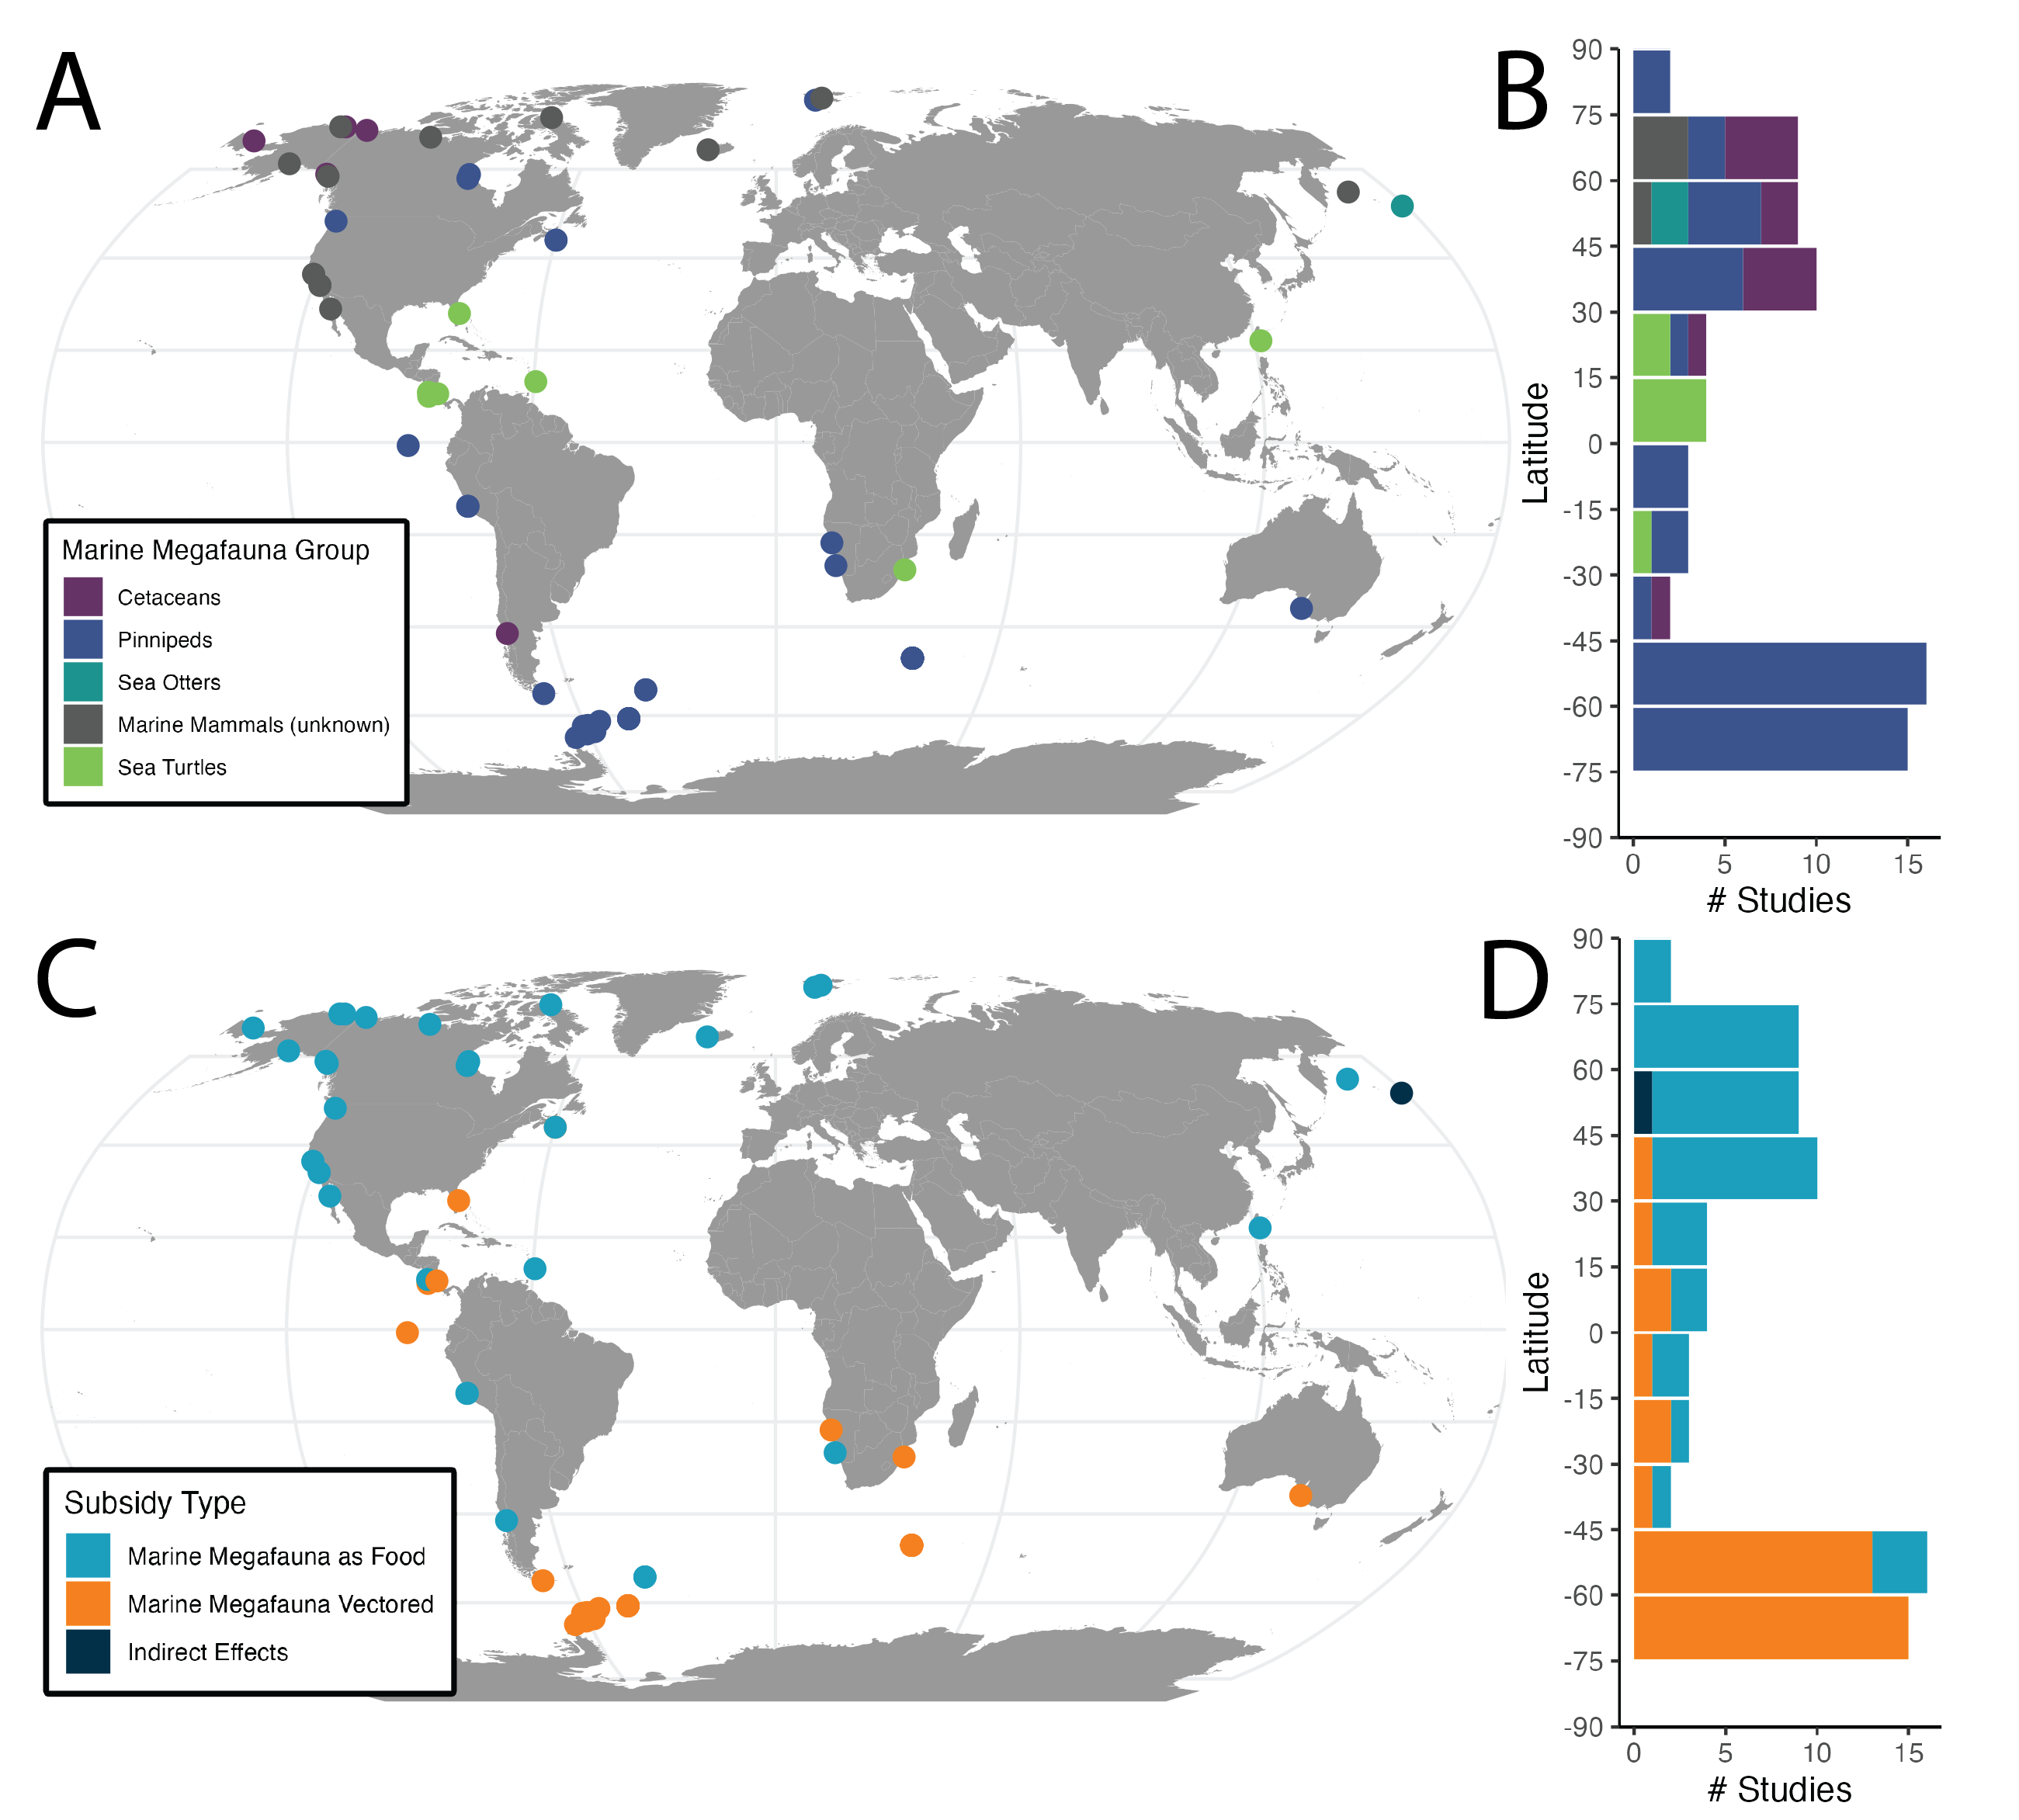 A
Marine Megafauna Group
Cetaceans
Pinnipeds
Sea Otters
Marine Mammals (unknown)
Sea Turtles
B
90
75
60
45
30
15
0
-15
-30
-45
-60
-75
-90
Latitude
0 5 10 15
# Studies
C
Subsidy Type
Marine Megafauna as Food
Marine Megafauna Vectored
Indirect Effects
D
90
75
60
45
30
15
0
-15
-30
-45
-60
-75
-90
Latitude
0 5 10 15
# Studies